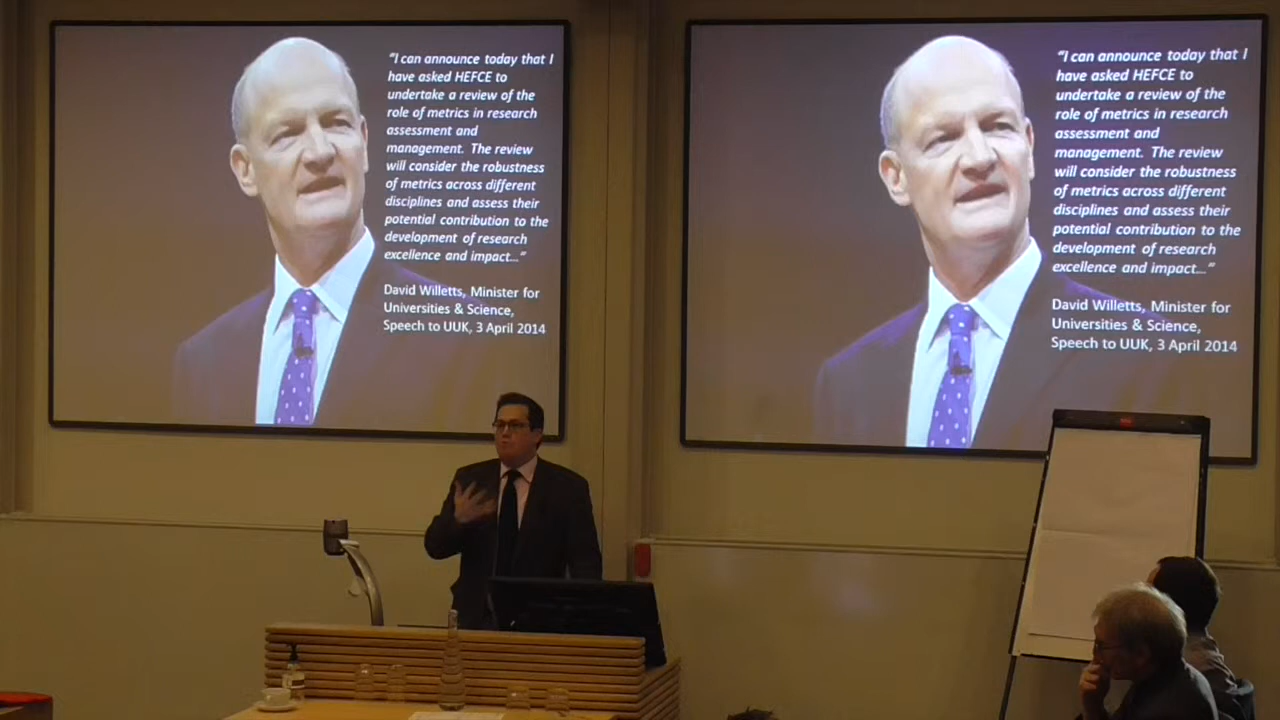 “I can announce today that I
have asked HEFCE to
undertake a review of the
role of metrics in research
assessment and
management. The review
will consider the robustness
of metrics across different
disciplines and assess their
potential contribution to the
development of research
excellence and impact...”
David Willetts, Minister for
Universities & Science,
Speech to UUK, 3 April 2014
“I can announce today that I
have asked HEFCE to
undertake a review of the
role of metrics in research
assessment and
management. The review
will consider the robustness
of metrics across different
disciplines and assess their
potential contribution to the
development of research
excellence and impact...”
David Willetts, Minister for
Universities & Science,
Speech to UUK, 3 April 2014